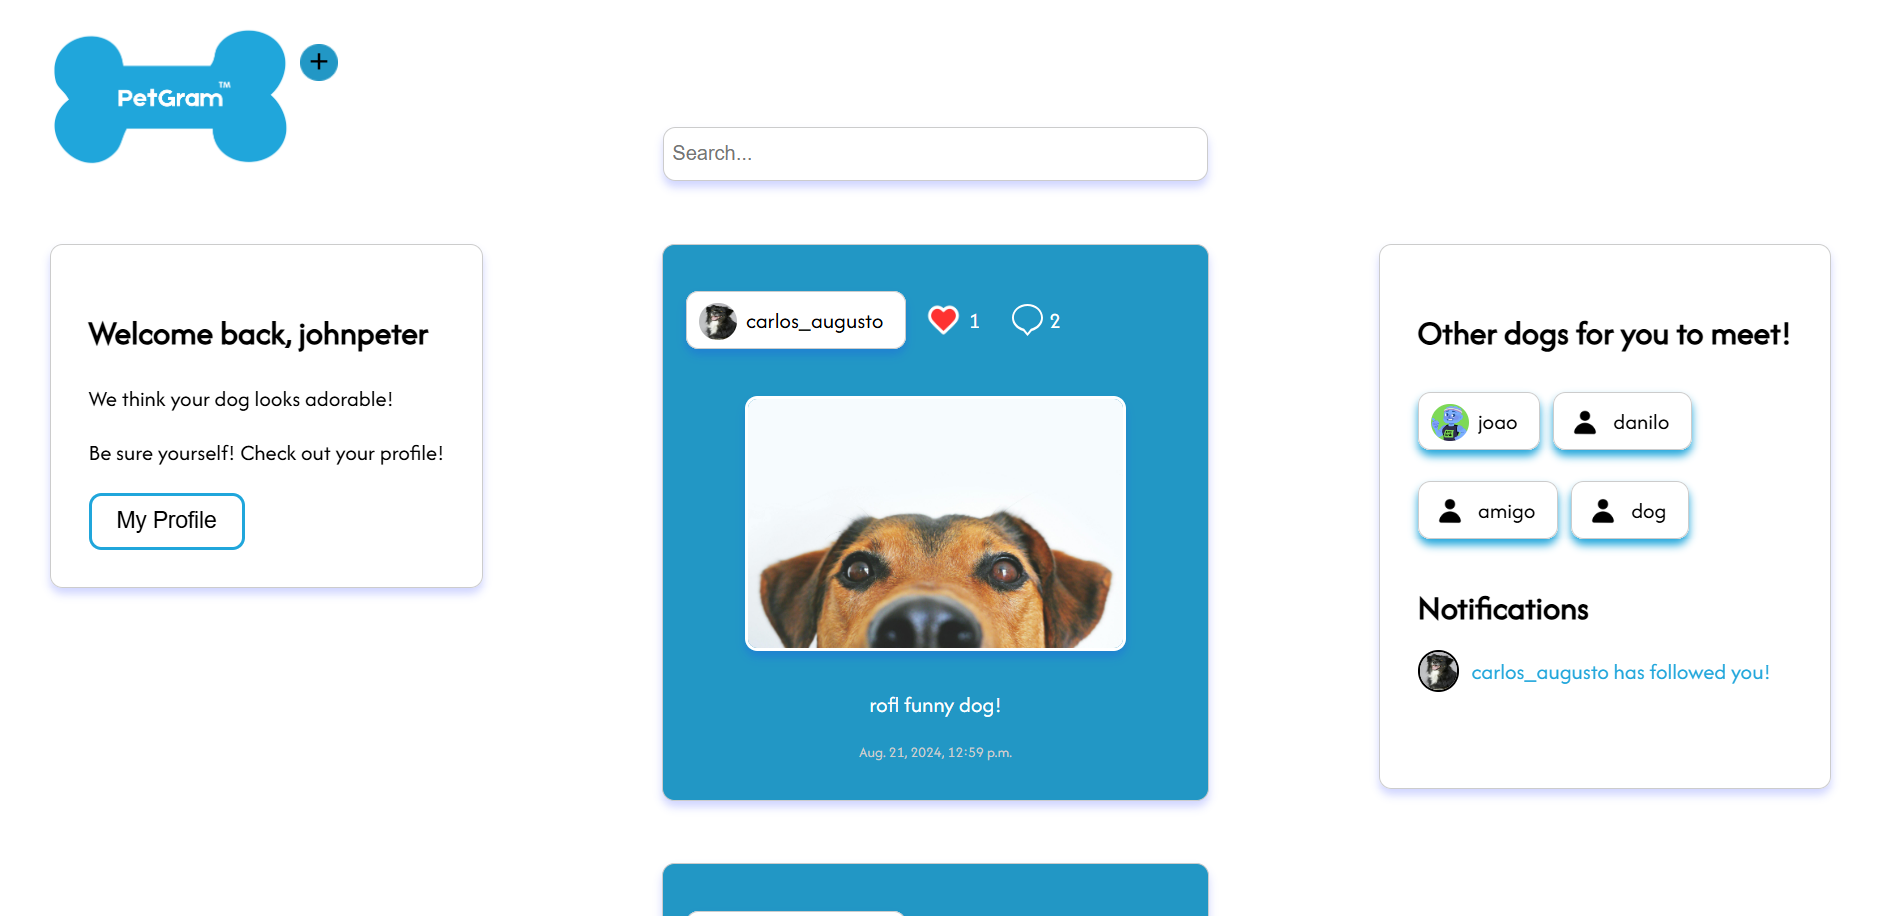 PetGram™
+
Search...
Welcome back, johnpeter
We think your dog looks adorable!
Be sure yourself! Check out your profile!
My Profile
carlos_augusto 1 2
rofl funny dog!
Aug. 21, 2024, 12:59 p.m.
Other dogs for you to meet!
joao danilo
amigo dog
Notifications
carlos_augusto has followed you!